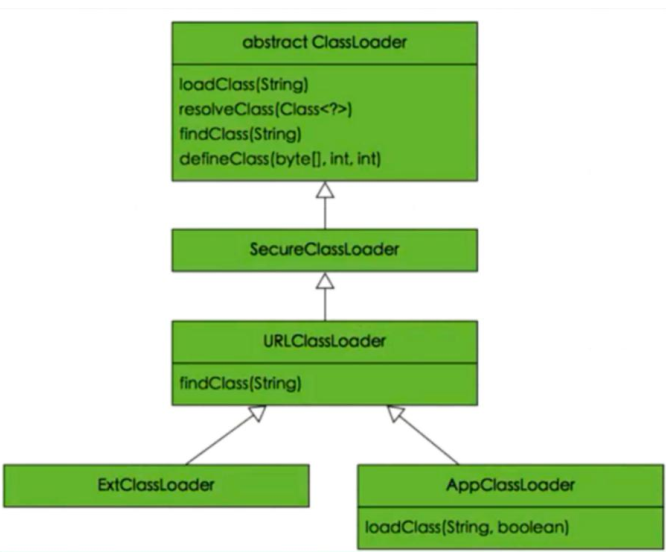 abstract ClassLoader
loadClass(String)
resolveClass(Class<?>)
findClass(String)
defineClass(byte[], int, int)
SecureClassLoader
URLClassLoader
findClass(String)
ExtClassLoader
AppClassLoader
loadClass(String, boolean)